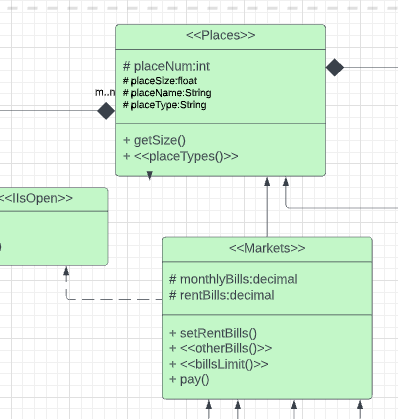 <<Places>>
# placeNum:int
# placeSize:float
# placeName:String
# placeType:String
m..n
+ getSize()
+ <<placeTypes()>>
<<IIsOpen>>
)
<<Markets>>
# monthlyBills:decimal
# rentBills:decimal
+ setRentBills()
+ <<otherBills()>>
+ <<billsLimit()>>
+ pay()